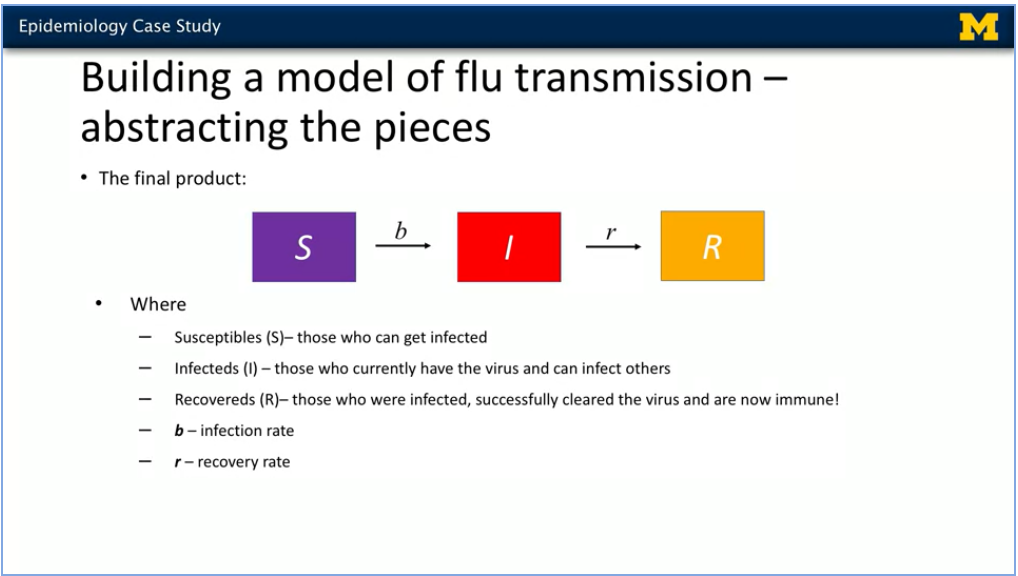 Epidemiology Case Study
M
Building a model of flu transmission –
abstracting the pieces
• The final product:
S
b
I
r
R
• Where
– Susceptibles (S)– those who can get infected
– Infecteds (I) – those who currently have the virus and can infect others
– Recovereds (R)– those who were infected, successfully cleared the virus and are now immune!
– b – infection rate
– r – recovery rate